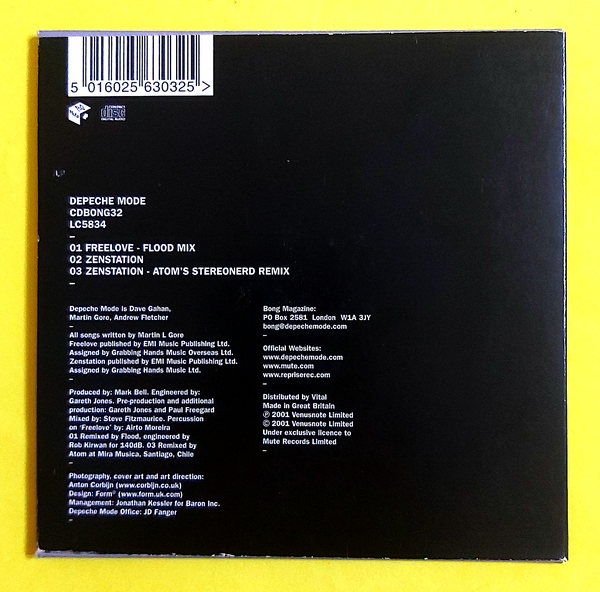 5 016025 630325 >
DEPECHE MODE
CDBONG32
LC5834
–
01 FREELOVE - FLOOD MIX
02 ZENSTATION
03 ZENSTATION - ATOM'S STEREONERD REMIX
–
Depeche Mode is Dave Gahan,
Martin Gore, Andrew Fletcher
–
All songs written by Martin L Gore
Freelove published by EMI Music Publishing Ltd.
Assigned by Grabbing Hands Music Overseas Ltd.
Zenstation published by EMI Music Publishing Ltd.
Assigned by Grabbing Hands Music Ltd.
–
Produced by: Mark Bell. Engineered by:
Gareth Jones. Pre-production and additional
production: Gareth Jones and Paul Freegard
Mixed by: Steve Fitzmaurice. Percussion
on 'Freelove' by: Airto Moreira
01 Remixed by Flood, engineered by
Rob Kirwan for 140dB. 03 Remixed by
Atom at Mira Musica, Santiago, Chile
–
Photography, cover art and art direction:
Anton Corbijn (www.corbijn.co.uk)
Design: Form® (www.form.uk.com)
Management: Jonathan Kessler for Baron Inc.
Depeche Mode Office: JD Fanger
–
Bong Magazine:
PO Box 2581 London W1A 3JY
bong@depechemode.com
–
Official Websites:
www.depechemode.com
www.mute.com
www.repriserec.com
–
Distributed by Vital
Made in Great Britain
℗ 2001 Venusnote Limited
© 2001 Venusnote Limited
Under exclusive licence to
Mute Records Limited
–